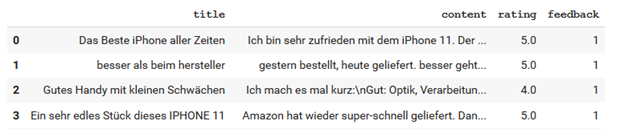 title content rating feedback
0 Das Beste iPhone aller Zeiten Ich bin sehr zufrieden mit dem iPhone 11. Der ... 5.0 1
1 besser als beim hersteller gestern bestellt, heute geliefert. besser geht... 5.0 1
2 Gutes Handy mit kleinen Schwächen Ich mach es mal kurz:\nGut: Optik, Verarbeitun... 4.0 1
3 Ein sehr edles Stück dieses IPHONE 11 Amazon hat wieder super-schnell geliefert. Dan... 5.0 1